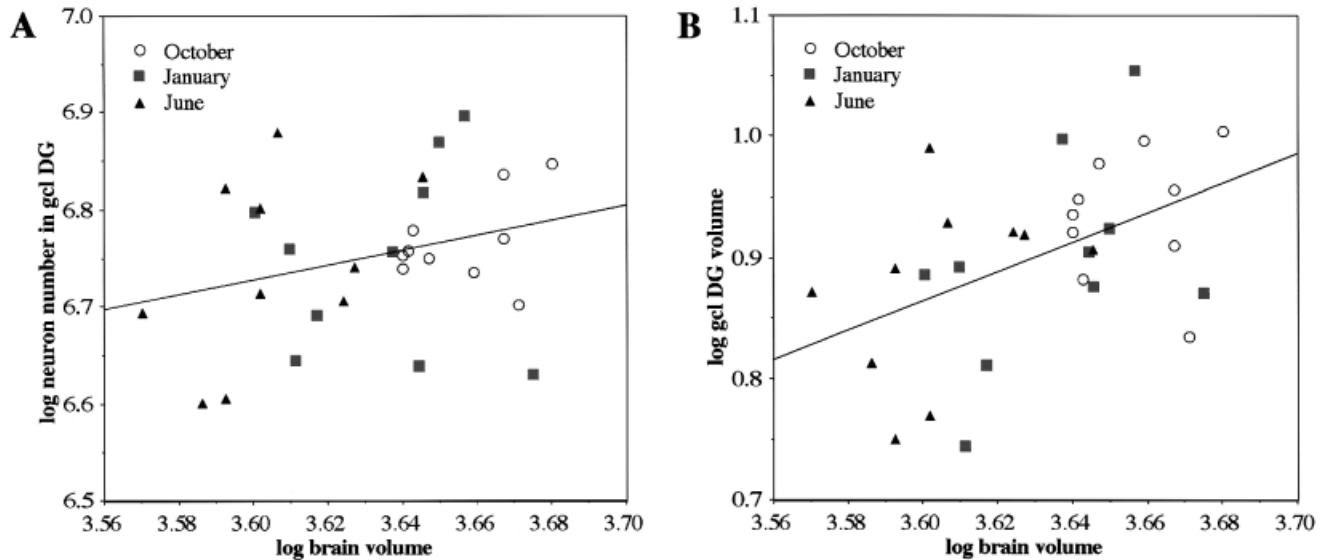 A
October
January
June
log neuron number in gcl DG
7.0
6.9
6.8
6.7
6.6
6.5
3.56
3.58
3.60
3.62
3.64
3.66
3.68
3.70
log brain volume
B
October
January
June
log gcl DG volume
1.1
1.0
0.9
0.8
0.7
3.56
3.58
3.60
3.62
3.64
3.66
3.68
3.70
log brain volume